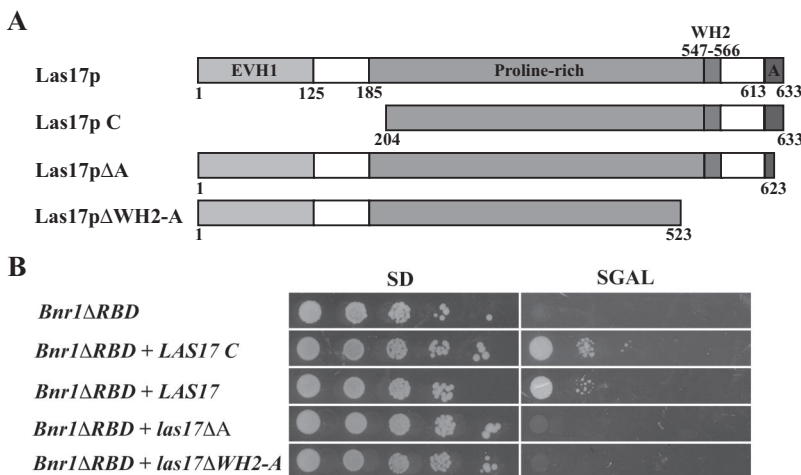 A
WH2
547-566
Las17p
EVH1
Proline-rich
A
1 125 185 613 633
Las17p C
204 633
Las17pΔA
1 623
Las17pΔWH2-A
1 523
B
SD SGAL
Bnr1ΔRBD
Bnr1ΔRBD + LAS17 C
Bnr1ΔRBD + LAS17
Bnr1ΔRBD + las17ΔA
Bnr1ΔRBD + las17ΔWH2-A